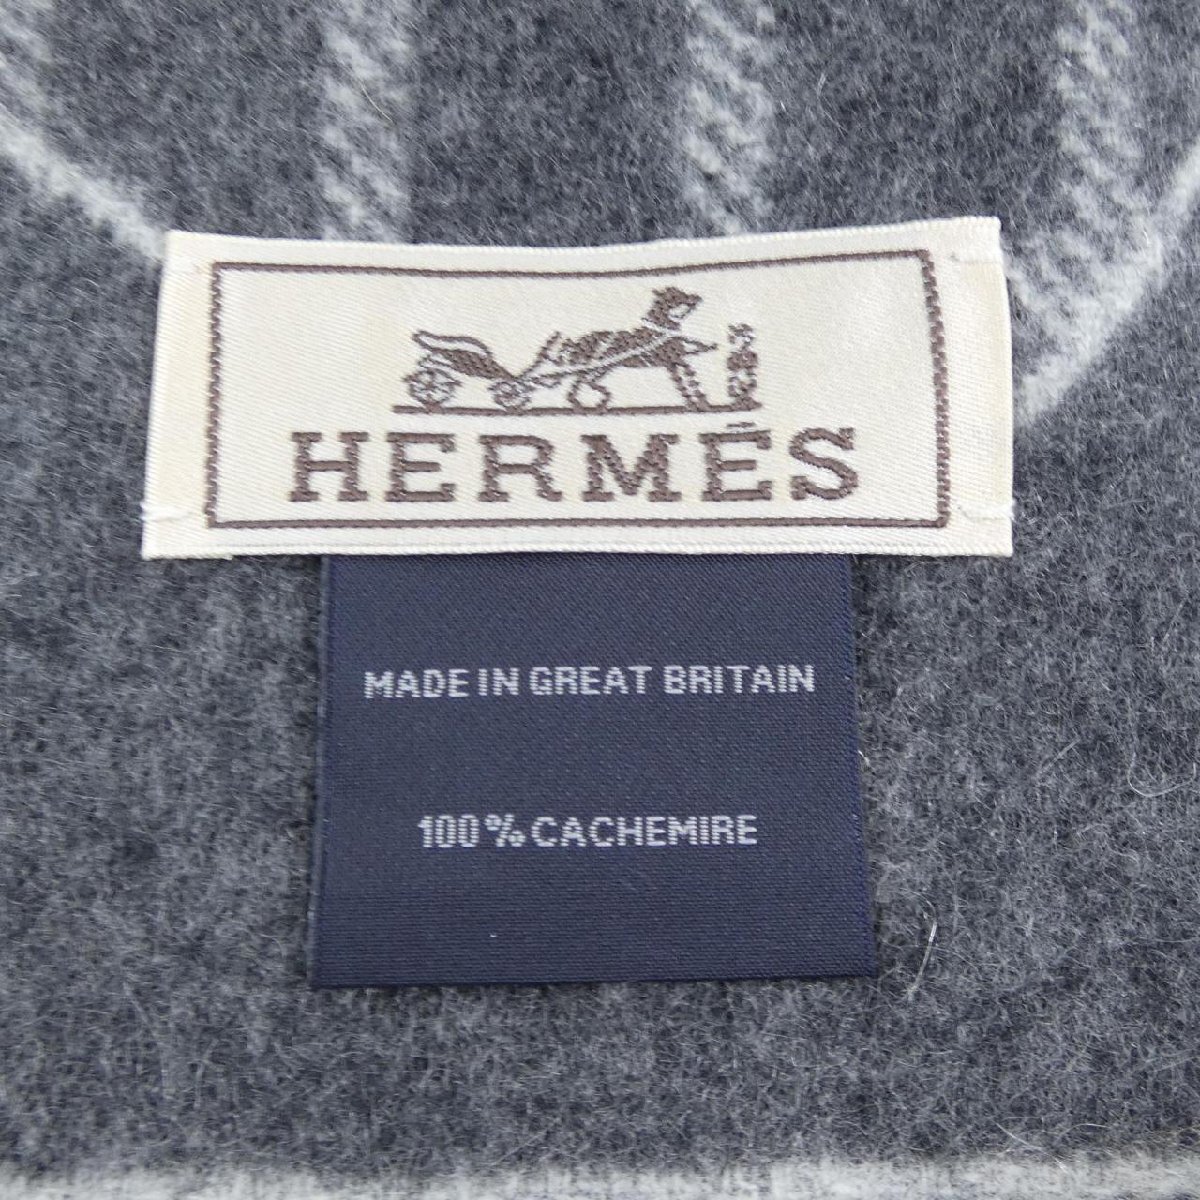 HERMÈS
MADE IN GREAT BRITAIN
100% CACHEMIRE